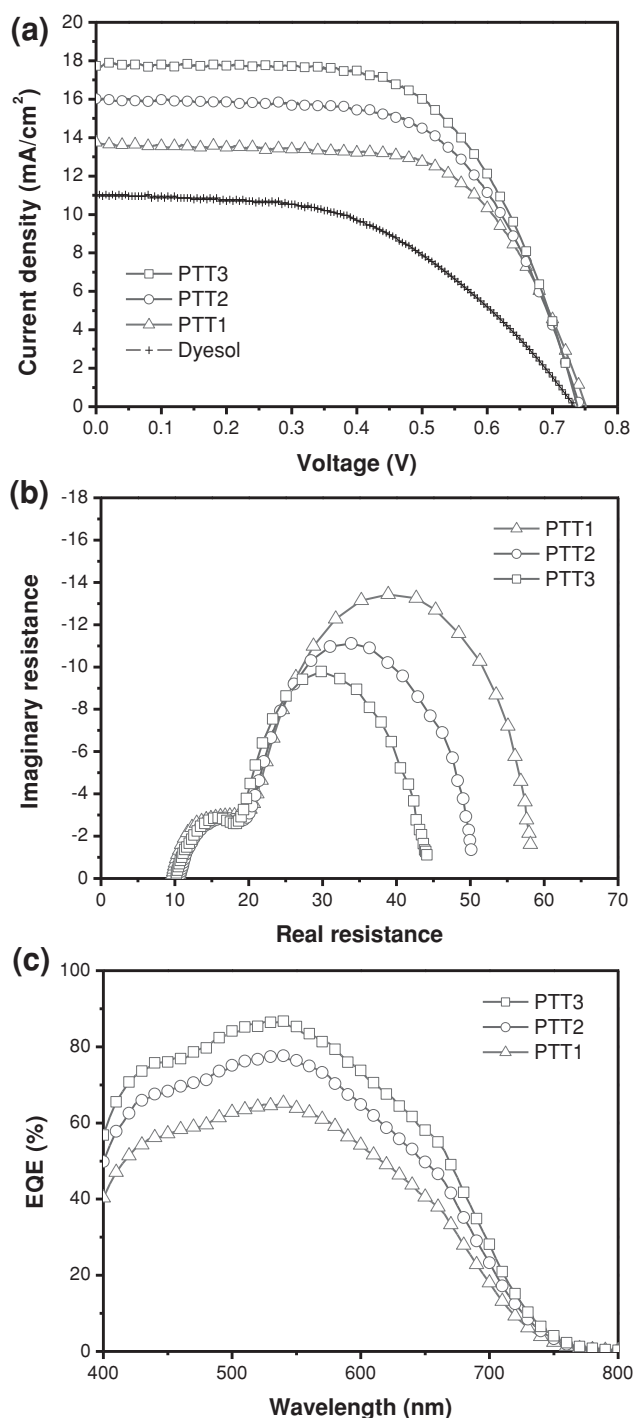 (a)
Current density (mA/cm²)
20
18
16
14
12
10
8
6
4
2
0
PTT3
PTT2
PTT1
Dyesol
0.0 0.1 0.2 0.3 0.4 0.5 0.6 0.7 0.8
Voltage (V)
(b)
Imaginary resistance
-18
-16
-14
-12
-10
-8
-6
-4
-2
0
PTT1
PTT2
PTT3
0 10 20 30 40 50 60 70
Real resistance
(c)
EQE (%)
100
80
60
40
20
0
PTT3
PTT2
PTT1
400 500 600 700 800
Wavelength (nm)